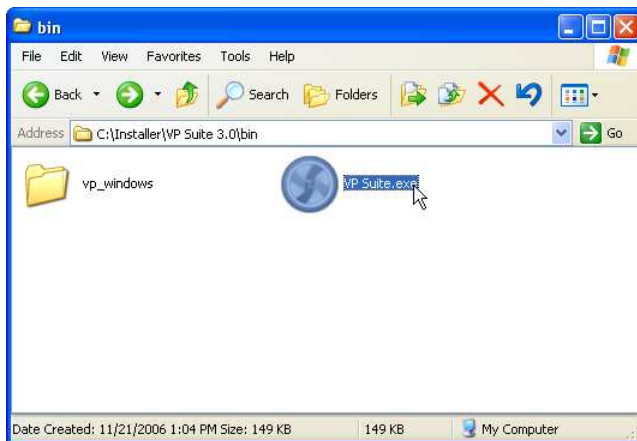 bin
File Edit View Favorites Tools Help
Back Search Folders
Address C:\Installer\VP Suite 3.0\bin Go
vp_windows VP Suite.exe
Date Created: 11/21/2006 1:04 PM Size: 149 KB 149 KB My Computer